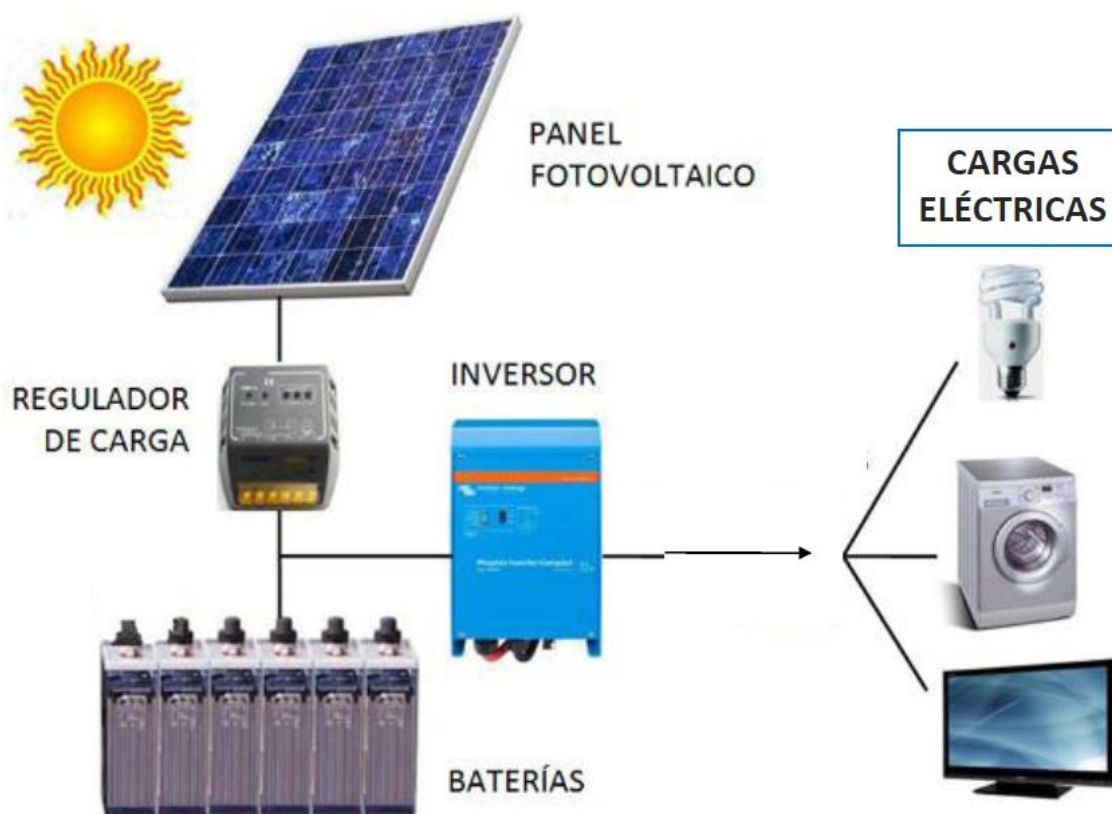 PANEL
FOTOVOLTAICO
CARGAS
ELÉCTRICAS
REGULADOR
DE CARGA
INVERSOR
BATERÍAS